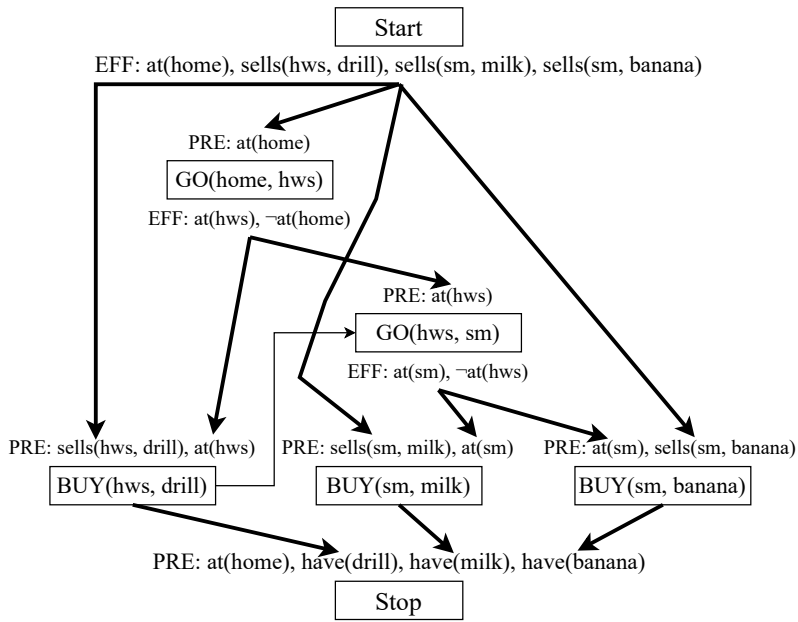 Start
EFF: at(home), sells(hws, drill), sells(sm, milk), sells(sm, banana)
PRE: at(home)
GO(home, hws)
EFF: at(hws), ¬at(home)
PRE: at(hws)
GO(hws, sm)
EFF: at(sm), ¬at(hws)
PRE: sells(hws, drill), at(hws)
BUY(hws, drill)
PRE: sells(sm, milk), at(sm)
BUY(sm, milk)
PRE: at(sm), sells(sm, banana)
BUY(sm, banana)
PRE: at(home), have(drill), have(milk), have(banana)
Stop